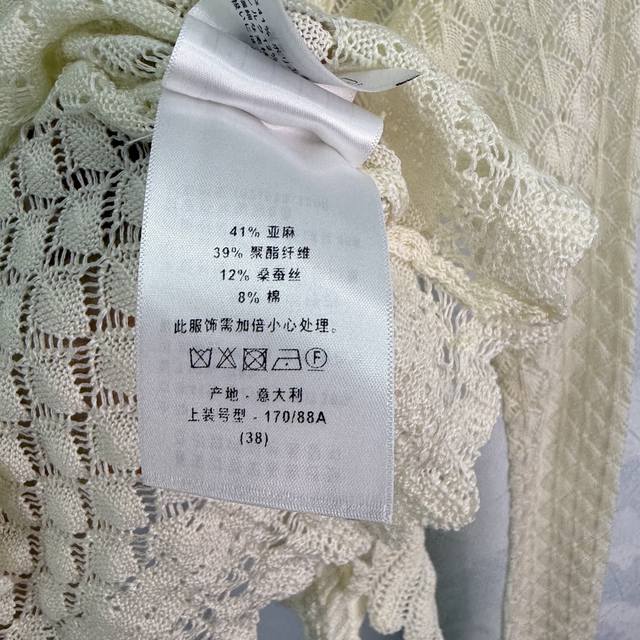 41% 亚麻
39% 聚酯纤维
12% 桑蚕丝
8% 棉
此服饰需加倍小心处理。
F
产地 - 意大利
上装号型 - 170/88A
(38)